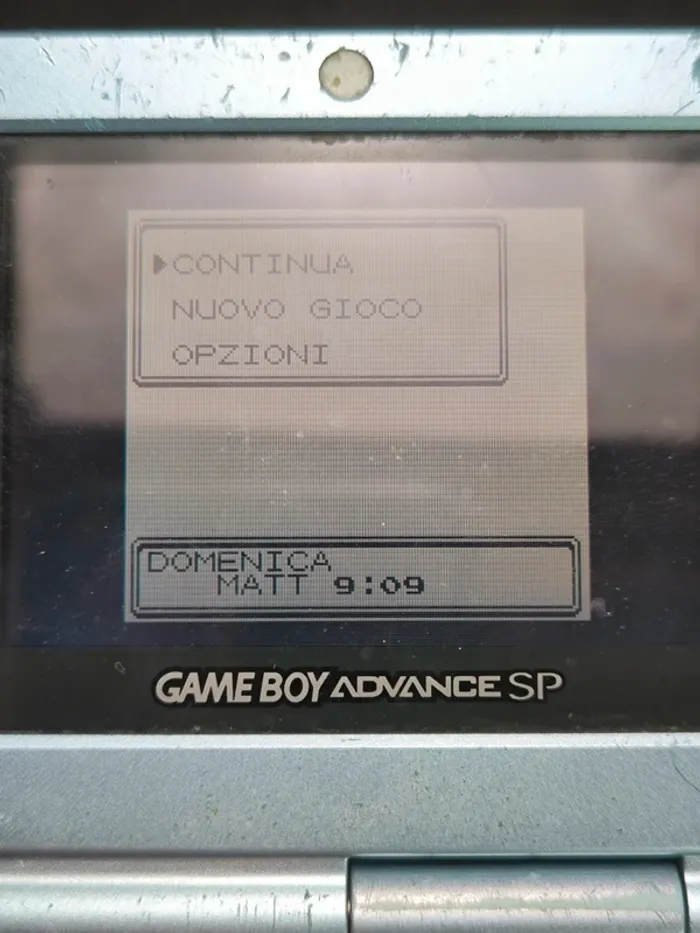 CONTINUA
NUOVO GIOCO
OPZIONI
DOMENICA
MATT 9:09
GAME BOY ADVANCE SP